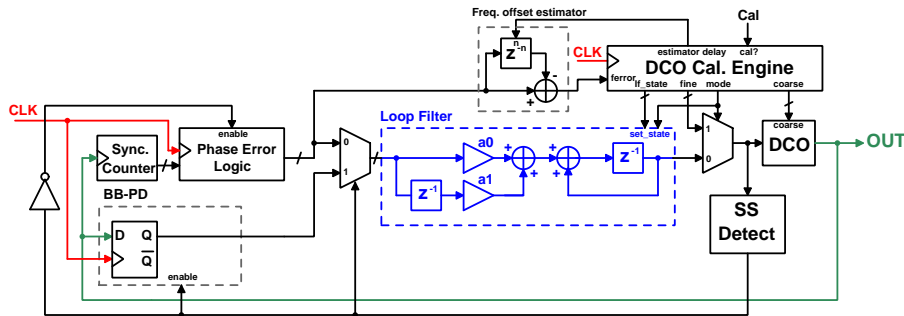 Freq. offset estimator
Cal
n
z-n
-
+
CLK
estimator delay cal?
DCO Cal. Engine
ferror
lf_state fine mode coarse
CLK
enable
Phase Error
Logic
Sync.
Counter
BB-PD
0
1
Loop Filter
set_state
a0
a1
z-1
+
+
+
+
z-1
1
0
coarse
DCO
OUT
SS
Detect
D Q
Q
enable